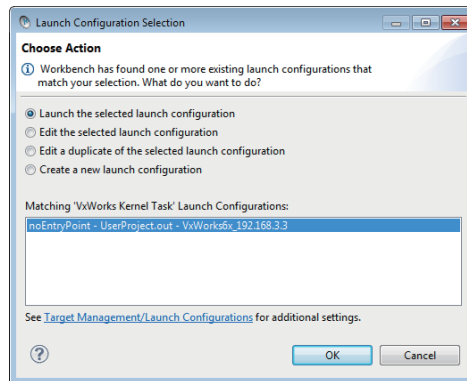 Launch Configuration Selection
Choose Action
Workbench has found one or more existing launch configurations that
match your selection. What do you want to do?
Launch the selected launch configuration
Edit the selected launch configuration
Edit a duplicate of the selected launch configuration
Create a new launch configuration
Matching 'VxWorks Kernel Task' Launch Configurations:
noEntryPoint - UserProject.out - VxWorks6x_192.168.3.3
See Target Management/Launch Configurations for additional settings.
OK Cancel